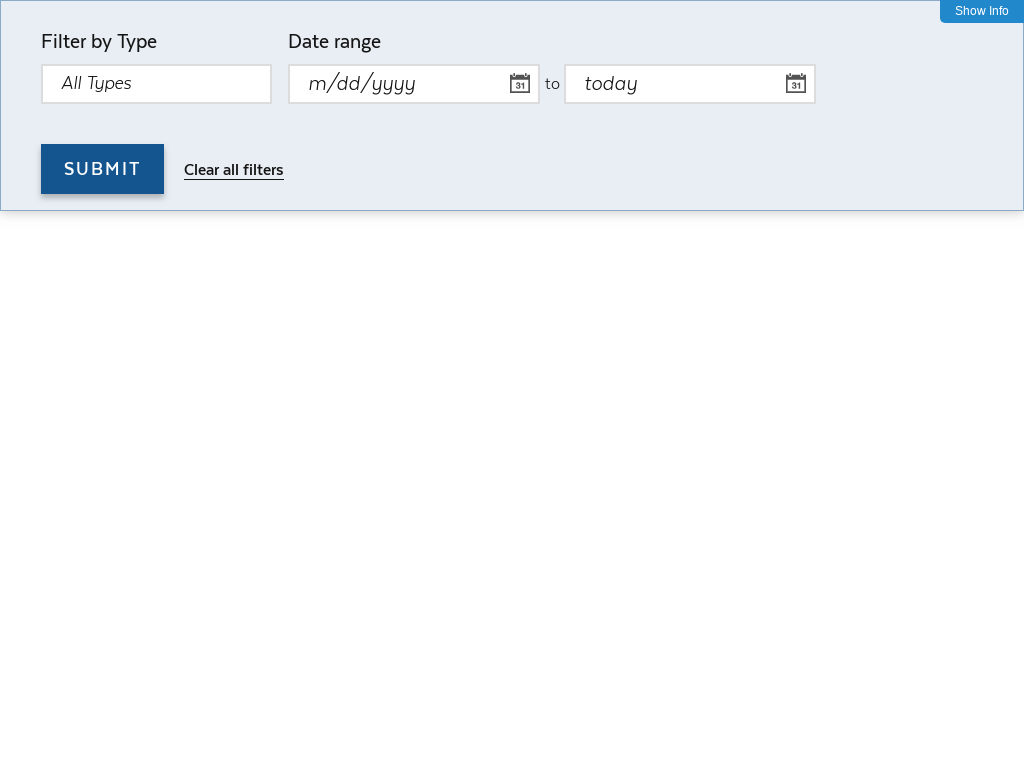 Show Info
Filter by Type
Date range
All Types
m/dd/yyyy
31
to
today
31
SUBMIT
Clear all filters